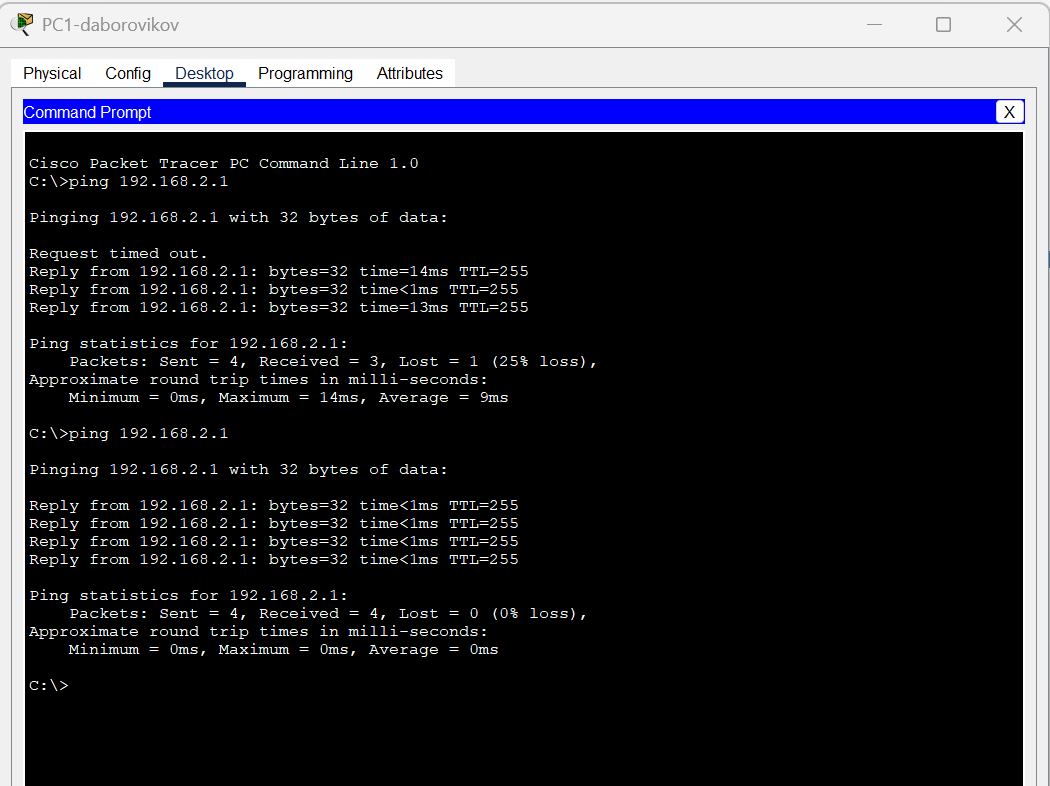 PC1-daborovikov
Physical Config Desktop Programming Attributes
Command Prompt X
Cisco Packet Tracer PC Command Line 1.0
C:\>ping 192.168.2.1
Pinging 192.168.2.1 with 32 bytes of data:
Request timed out.
Reply from 192.168.2.1: bytes=32 time=14ms TTL=255
Reply from 192.168.2.1: bytes=32 time<1ms TTL=255
Reply from 192.168.2.1: bytes=32 time=13ms TTL=255
Ping statistics for 192.168.2.1:
    Packets: Sent = 4, Received = 3, Lost = 1 (25% loss),
Approximate round trip times in milli-seconds:
    Minimum = 0ms, Maximum = 14ms, Average = 9ms
C:\>ping 192.168.2.1
Pinging 192.168.2.1 with 32 bytes of data:
Reply from 192.168.2.1: bytes=32 time<1ms TTL=255
Reply from 192.168.2.1: bytes=32 time<1ms TTL=255
Reply from 192.168.2.1: bytes=32 time<1ms TTL=255
Reply from 192.168.2.1: bytes=32 time<1ms TTL=255
Ping statistics for 192.168.2.1:
    Packets: Sent = 4, Received = 4, Lost = 0 (0% loss),
Approximate round trip times in milli-seconds:
    Minimum = 0ms, Maximum = 0ms, Average = 0ms
C:\>